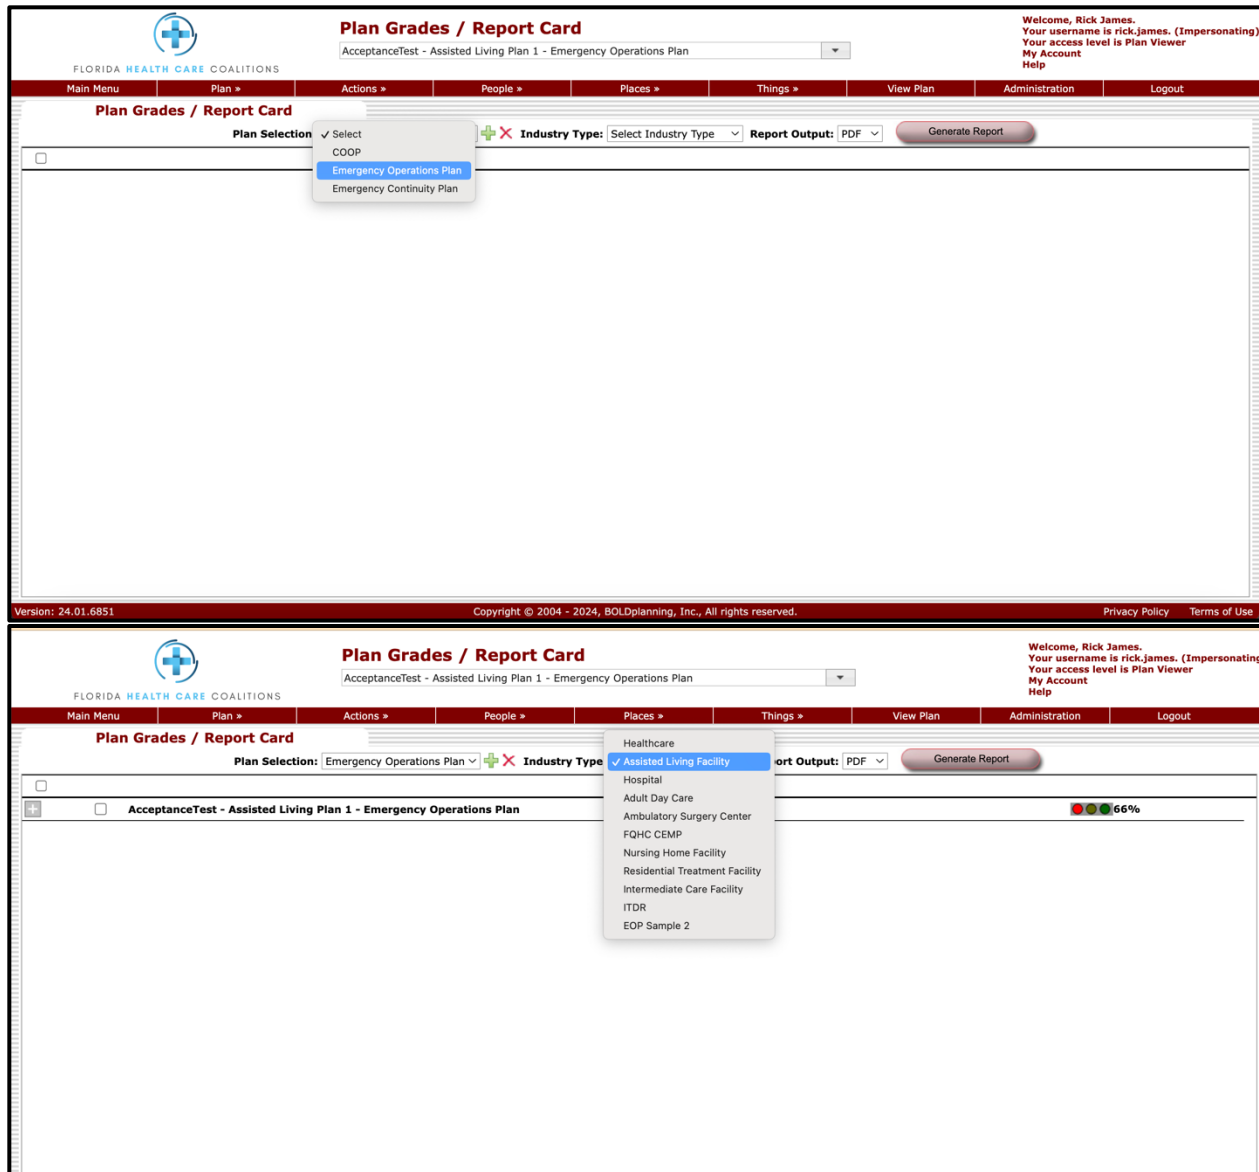 Plan Grades / Report Card
Welcome, Rick James.
Your username is rick.james. (Impersonating)
Your access level is Plan Viewer
My Account
Help
AcceptanceTest - Assisted Living Plan 1 - Emergency Operations Plan
FLORIDA HEALTH CARE COALITIONS
Main Menu Plan » Actions » People » Places » Things » View Plan Administration Logout
Plan Grades / Report Card
Plan Selection Industry Type: Select Industry Type Report Output: PDF Generate Report
✓ Select
COOP
Emergency Operations Plan
Emergency Continuity Plan
Version: 24.01.6851 Copyright © 2004 - 2024, BOLDplanning, Inc., All rights reserved. Privacy Policy Terms of Use
Plan Grades / Report Card
Welcome, Rick James.
Your username is rick.james. (Impersonating
Your access level is Plan Viewer
My Account
Help
AcceptanceTest - Assisted Living Plan 1 - Emergency Operations Plan
FLORIDA HEALTH CARE COALITIONS
Main Menu Plan » Actions » People » Places » Things » View Plan Administration Logout
Plan Grades / Report Card
Plan Selection: Emergency Operations Plan Industry Type ort Output: PDF Generate Report
Healthcare
✓ Assisted Living Facility
Hospital
Adult Day Care
Ambulatory Surgery Center
FQHC CEMP
Nursing Home Facility
Residential Treatment Facility
Intermediate Care Facility
ITDR
EOP Sample 2
AcceptanceTest - Assisted Living Plan 1 - Emergency Operations Plan 66%